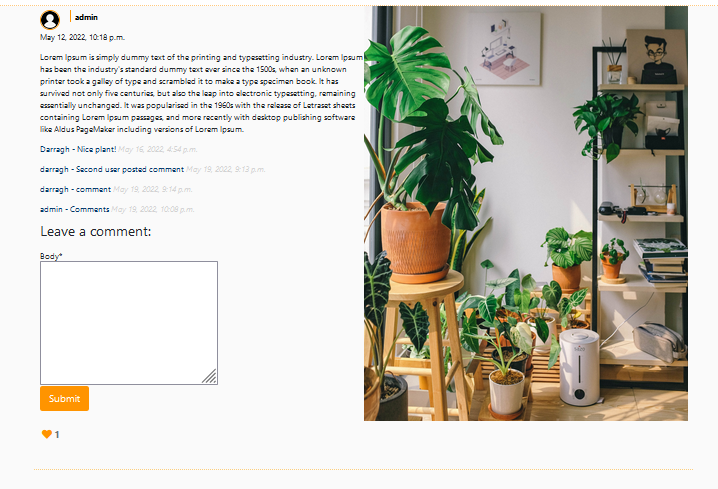 admin
May 12, 2022, 10:18 p.m.
Lorem Ipsum is simply dummy text of the printing and typesetting industry. Lorem Ipsum
has been the industry's standard dummy text ever since the 1500s, when an unknown
printer took a galley of type and scrambled it to make a type specimen book. It has
survived not only five centuries, but also the leap into electronic typesetting, remaining
essentially unchanged. It was popularised in the 1960s with the release of Letraset sheets
containing Lorem Ipsum passages, and more recently with desktop publishing software
like Aldus PageMaker including versions of Lorem Ipsum.
Darragh - Nice plant! May 16, 2022, 4:54 p.m.
darragh - Second user posted comment May 19, 2022, 9:13 p.m.
darragh - comment May 19, 2022, 9:14 p.m.
admin - Comments May 19, 2022, 10:08 p.m.
Leave a comment:
Body*
Submit
1